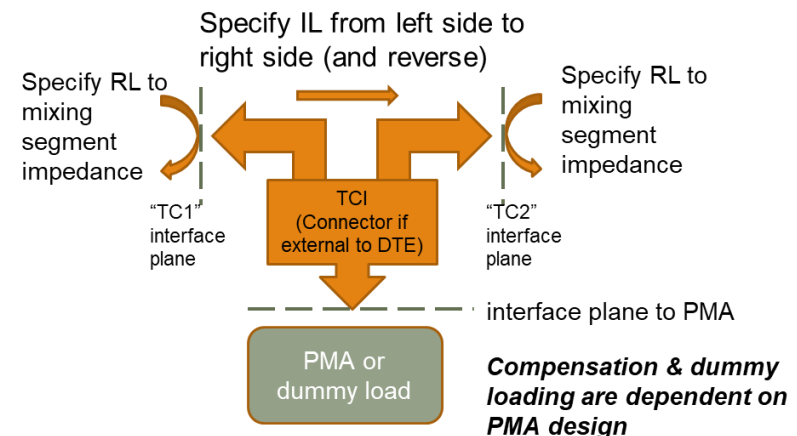 Specify IL from left side to
right side (and reverse)
Specify RL to
mixing
segment
impedance
Specify RL to
mixing
segment
impedance
“TC1”
interface
plane
TCI
(Connector if
external to DTE)
“TC2”
interface
plane
interface plane to PMA
PMA or
dummy load
Compensation & dummy
loading are dependent on
PMA design